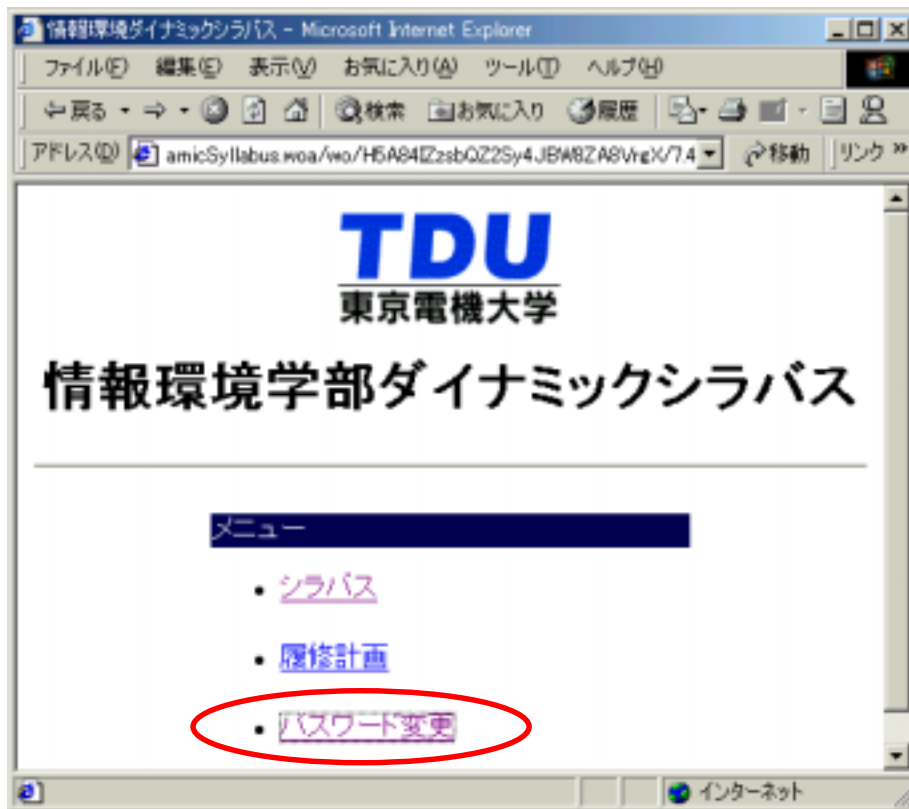 情報環境ダイナミックシラバス - Microsoft Internet Explorer
ファイル(F) 編集(E) 表示(V) お気に入り(A) ツール(T) ヘルプ(H)
戻る 検索 お気に入り 履歴
アドレス(D) amicSyllabus.woa/wo/ 移動 リンク »
TDU
東京電機大学
情報環境学部ダイナミックシラバス
メニュー
• シラバス
• 履修計画
• パスワード変更
インターネット